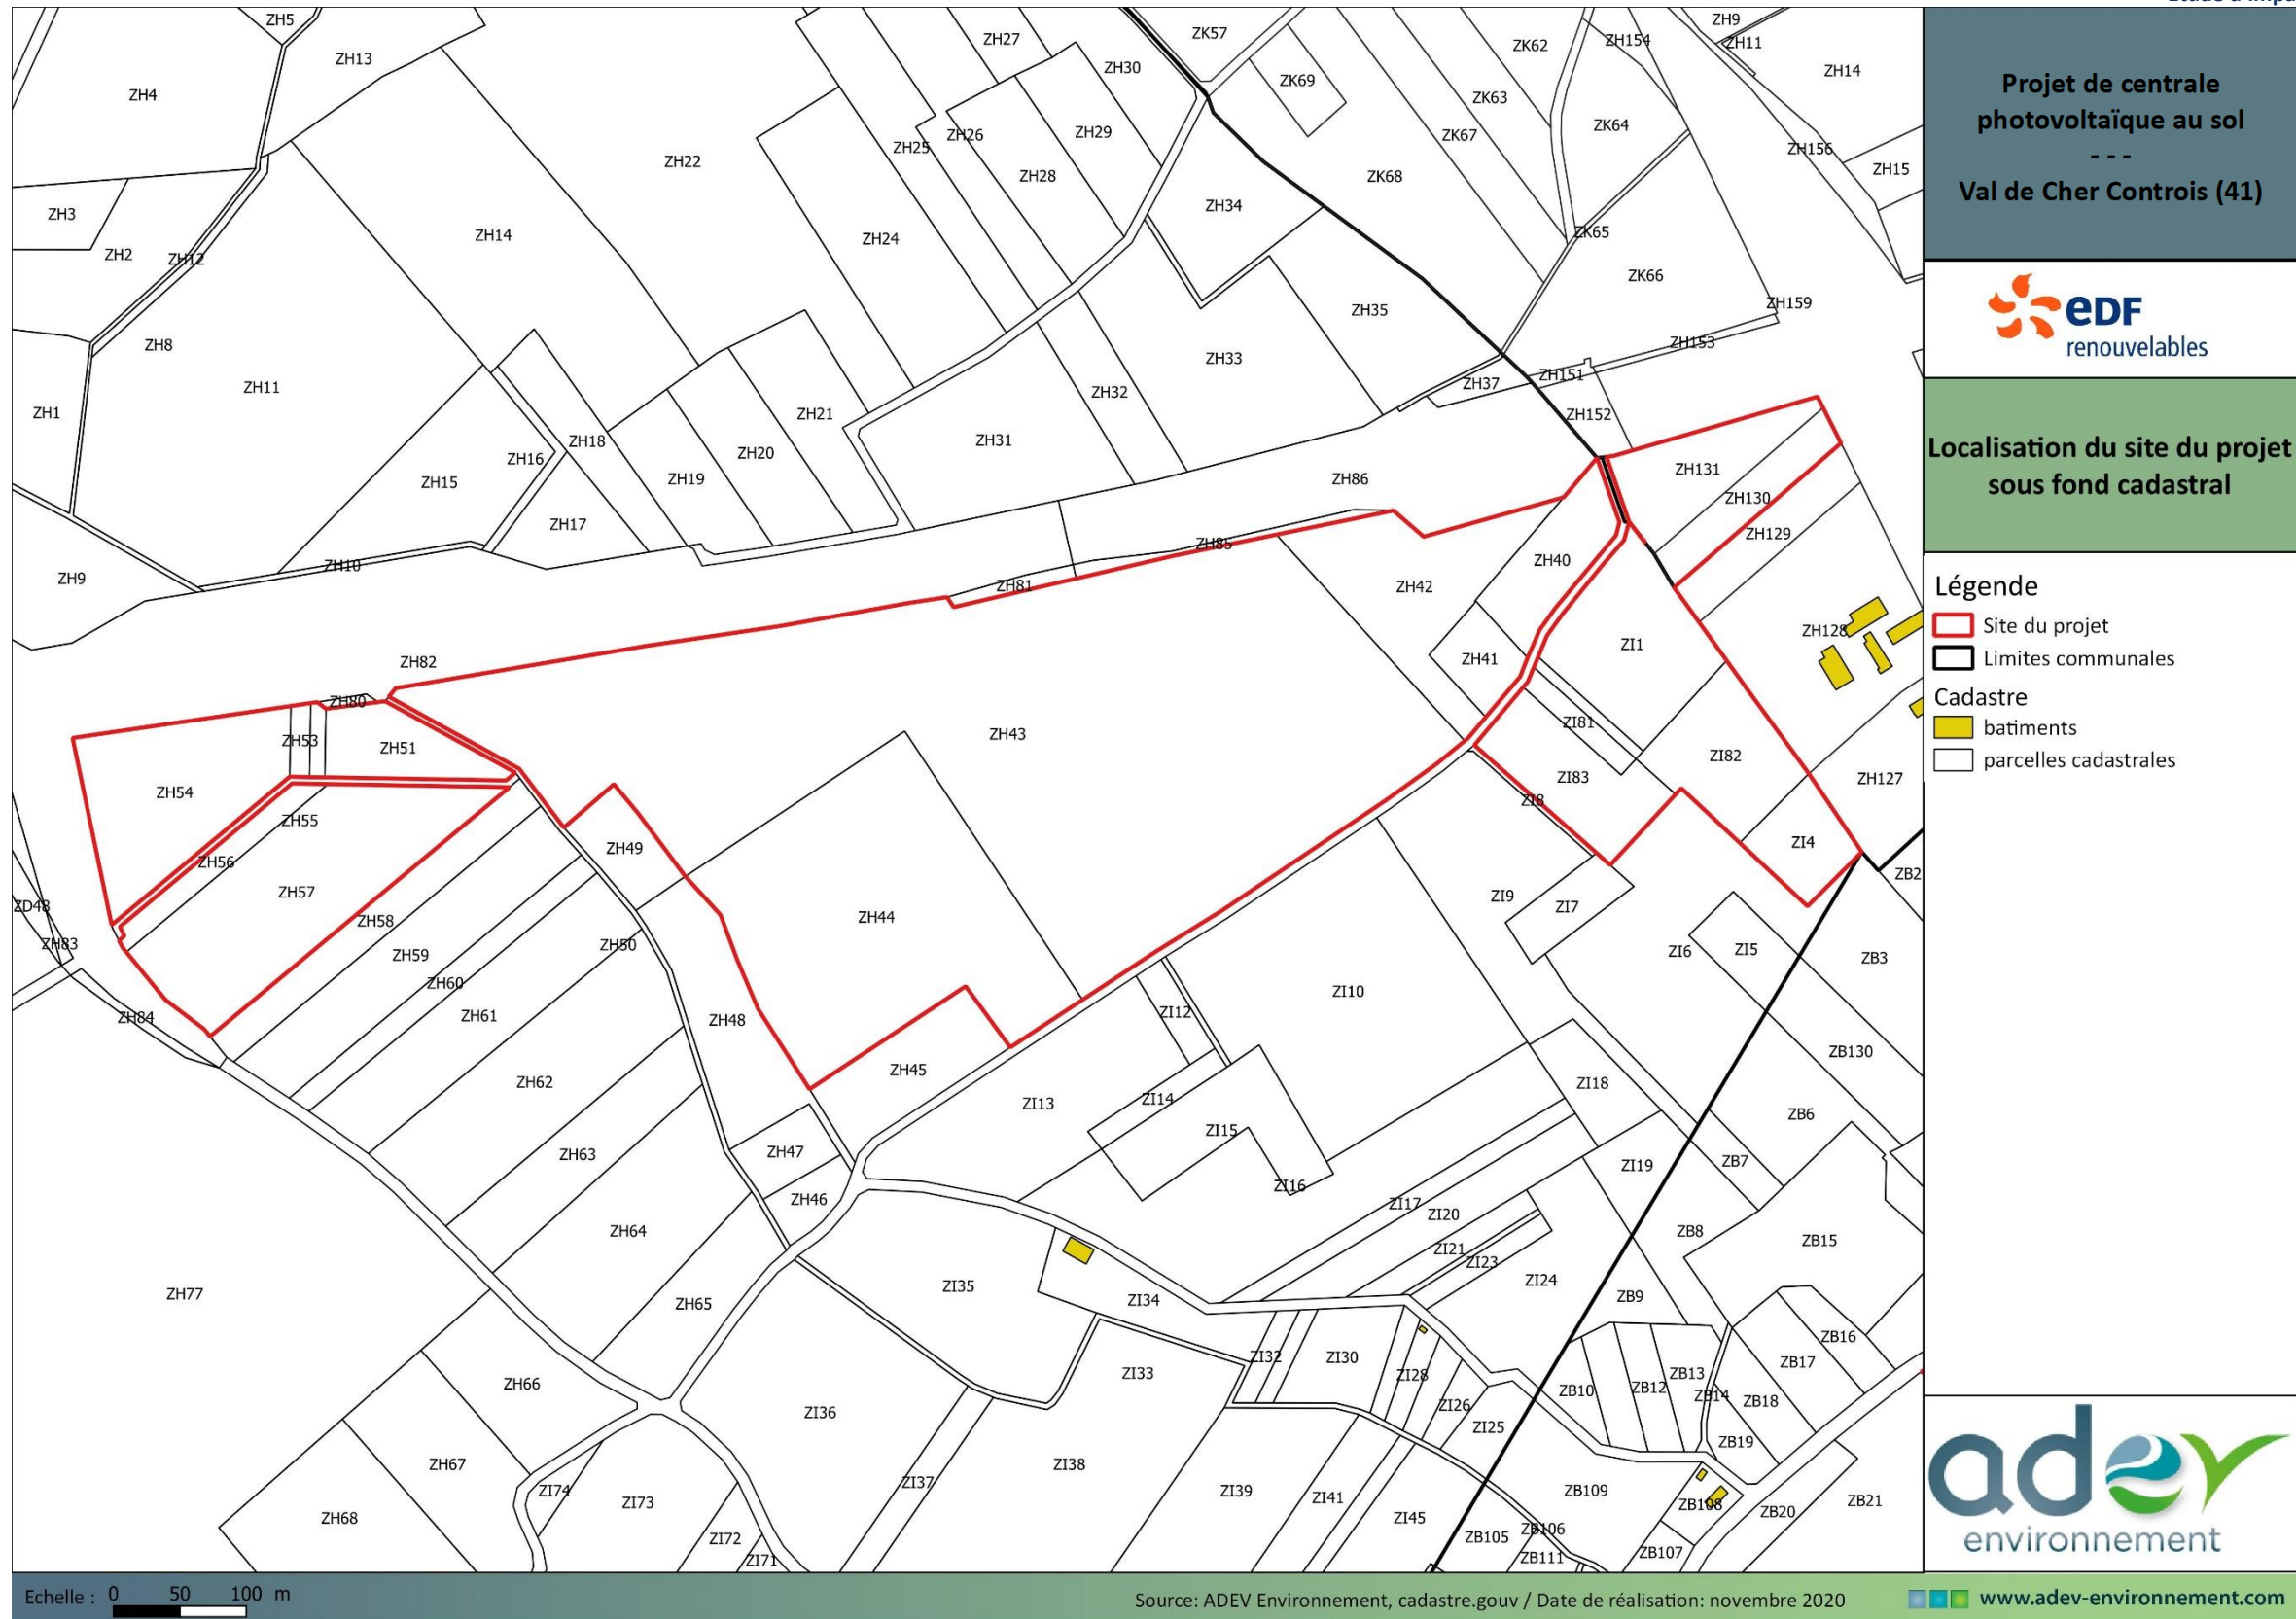 Projet de centrale
photovoltaïque au sol
- - -
Val de Cher Controis (41)
eDF
renouvelables
Localisation du site du projet
sous fond cadastral
Légende
Site du projet
Limites communales
Cadastre
batiments
parcelles cadastrales
adev
environnement
ZH5
ZH13
ZH4
ZH3
ZH2
ZH12
ZH8
ZH1
ZH11
ZH14
ZH22
ZH24
ZH25
ZH26
ZH27
ZH28
ZH29
ZH30
ZK57
ZK69
ZK62
ZK63
ZK67
ZK68
ZK64
ZH154
ZH9
ZH11
ZH14
ZH156
ZH15
ZK65
ZK66
ZH159
ZH153
ZH34
ZH35
ZH33
ZH37
ZH151
ZH152
ZH32
ZH31
ZH21
ZH20
ZH19
ZH18
ZH16
ZH15
ZH17
ZH10
ZH9
ZH86
ZH85
ZH81
ZH82
ZH80
ZH131
ZH130
ZH129
ZH128
ZH127
ZH40
ZH42
ZH41
ZI1
ZI81
ZI82
ZI83
ZI8
ZI4
ZH43
ZH53
ZH51
ZH54
ZH55
ZH56
ZH57
ZH58
ZH59
ZH60
ZH61
ZH50
ZH49
ZH44
ZH48
ZH45
ZH62
ZH63
ZH64
ZH65
ZH47
ZH46
ZD48
ZH83
ZH84
ZH77
ZH66
ZH67
ZH68
ZI9
ZI7
ZI6
ZI5
ZB2
ZB3
ZI10
ZI12
ZI13
ZI14
ZI15
ZI16
ZI17
ZI18
ZI19
ZI20
ZI21
ZI23
ZI24
ZB130
ZB6
ZB7
ZB8
ZB15
ZB9
ZB16
ZB17
ZB13
ZB12
ZB10
ZB14
ZB18
ZB19
ZB20
ZB21
ZB109
ZB108
ZB107
ZB106
ZB105
ZB111
ZI35
ZI34
ZI33
ZI32
ZI30
ZI28
ZI26
ZI25
ZI36
ZI37
ZI38
ZI39
ZI41
ZI45
ZI74
ZI73
ZI72
ZI71
Echelle : 0 50 100 m
Source: ADEV Environnement, cadastre.gouv / Date de réalisation: novembre 2020
www.adev-environnement.com